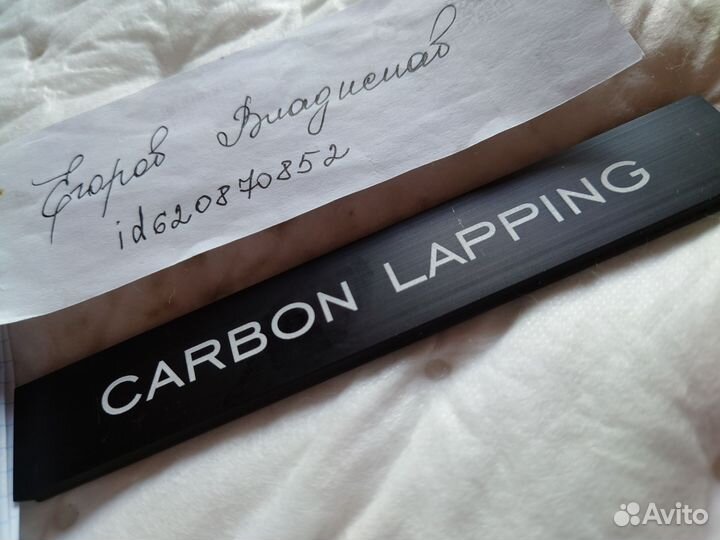 Егоров Владислав
id620870852
CARBON LAPPING
Avito